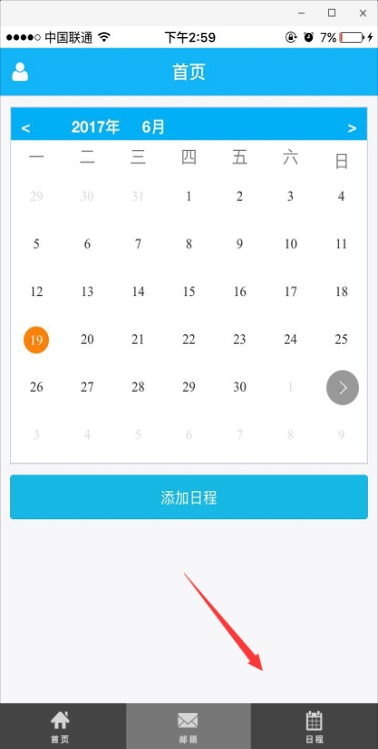 中国联通 下午2:59 7%
首页
< 2017年 6月 >
一 二 三 四 五 六 日
29 30 31 1 2 3 4
5 6 7 8 9 10 11
12 13 14 15 16 17 18
19 20 21 22 23 24 25
26 27 28 29 30 1
3 4 5 6 7 8 9
添加日程
首页 邮箱 日程